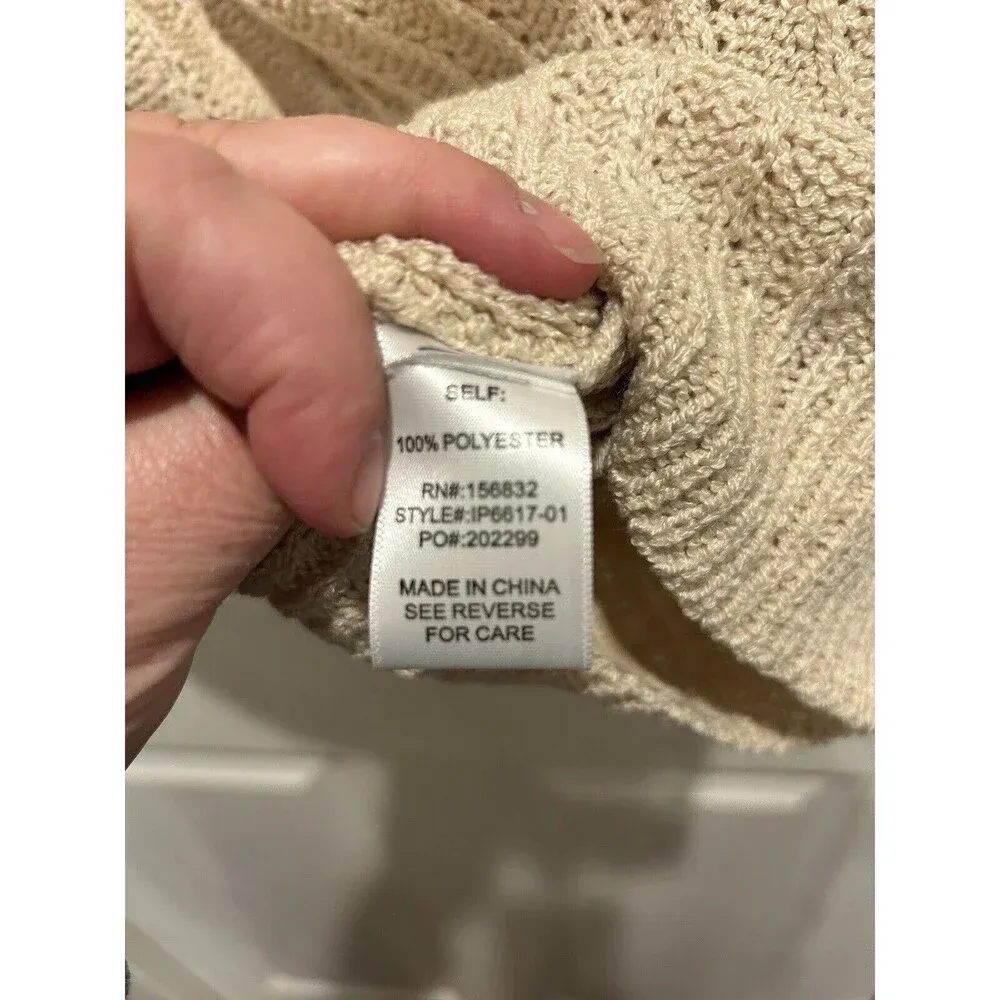 SELF:
100% POLYESTER
RN#:156832
STYLE#:IP6617-01
PO#:202299
MADE IN CHINA
SEE REVERSE
FOR CARE